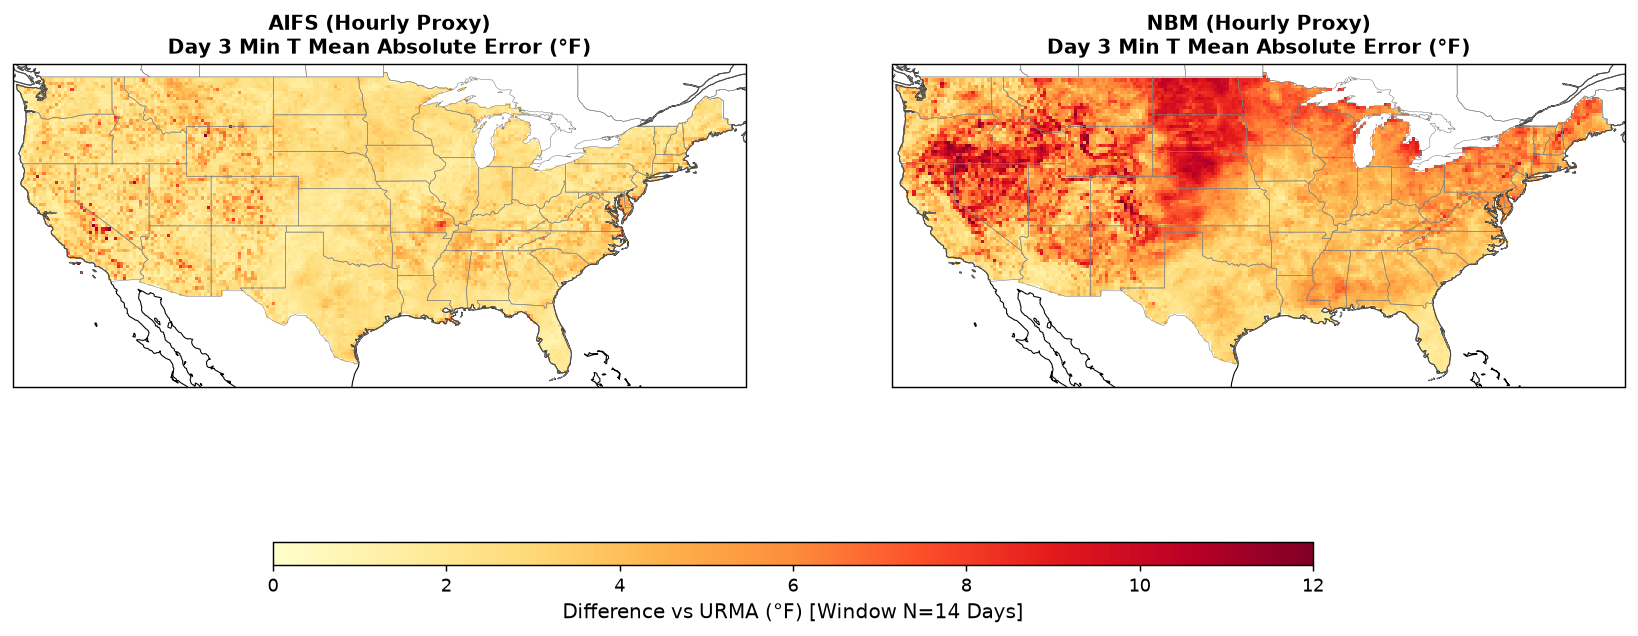 AIFS (Hourly Proxy)
Day 3 Min T Mean Absolute Error (°F)
NBM (Hourly Proxy)
Day 3 Min T Mean Absolute Error (°F)
0 2 4 6 8 10 12
Difference vs URMA (°F) [Window N=14 Days]